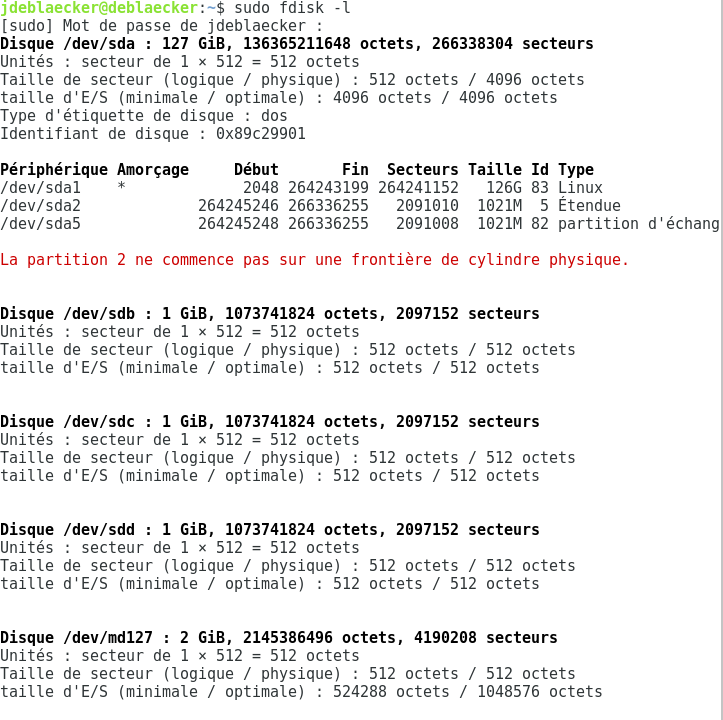 jdeblaecker@deblaecker:~$ sudo fdisk -l
[sudo] Mot de passe de jdeblaecker :
Disque /dev/sda : 127 GiB, 136365211648 octets, 266338304 secteurs
Unités : secteur de 1 × 512 = 512 octets
Taille de secteur (logique / physique) : 512 octets / 4096 octets
taille d'E/S (minimale / optimale) : 4096 octets / 4096 octets
Type d'étiquette de disque : dos
Identifiant de disque : 0x89c29901
Périphérique Amorçage     Début       Fin  Secteurs Taille Id Type
/dev/sda1    *             2048 264243199 264241152   126G 83 Linux
/dev/sda2             264245246 266336255   2091010  1021M  5 Étendue
/dev/sda5             264245248 266336255   2091008  1021M 82 partition d'échang
La partition 2 ne commence pas sur une frontière de cylindre physique.
Disque /dev/sdb : 1 GiB, 1073741824 octets, 2097152 secteurs
Unités : secteur de 1 × 512 = 512 octets
Taille de secteur (logique / physique) : 512 octets / 512 octets
taille d'E/S (minimale / optimale) : 512 octets / 512 octets
Disque /dev/sdc : 1 GiB, 1073741824 octets, 2097152 secteurs
Unités : secteur de 1 × 512 = 512 octets
Taille de secteur (logique / physique) : 512 octets / 512 octets
taille d'E/S (minimale / optimale) : 512 octets / 512 octets
Disque /dev/sdd : 1 GiB, 1073741824 octets, 2097152 secteurs
Unités : secteur de 1 × 512 = 512 octets
Taille de secteur (logique / physique) : 512 octets / 512 octets
taille d'E/S (minimale / optimale) : 512 octets / 512 octets
Disque /dev/md127 : 2 GiB, 2145386496 octets, 4190208 secteurs
Unités : secteur de 1 × 512 = 512 octets
Taille de secteur (logique / physique) : 512 octets / 512 octets
taille d'E/S (minimale / optimale) : 524288 octets / 1048576 octets